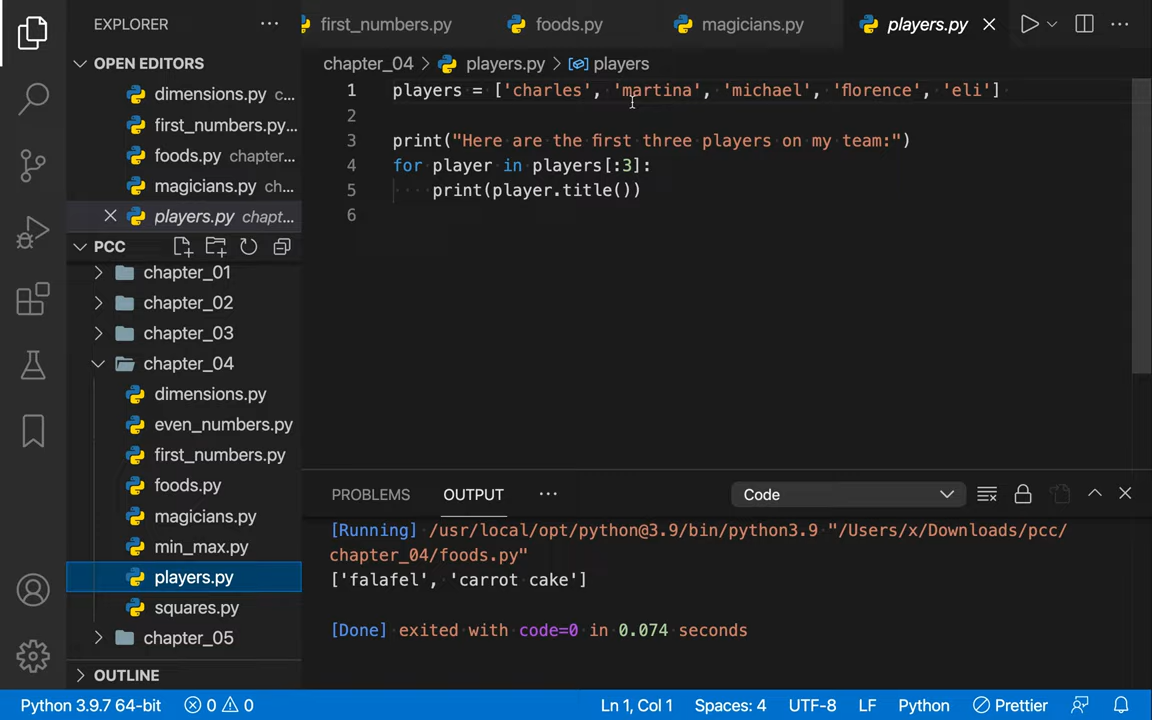 EXPLORER ···
first_numbers.py foods.py magicians.py players.py
OPEN EDITORS
dimensions.py c...
first_numbers.py...
foods.py chapter...
magicians.py ch...
players.py chapt...
PCC
chapter_01
chapter_02
chapter_03
chapter_04
dimensions.py
even_numbers.py
first_numbers.py
foods.py
magicians.py
min_max.py
players.py
squares.py
chapter_05
OUTLINE
chapter_04 > players.py > players
1 players = ['charles', 'martina', 'michael', 'florence', 'eli']
2
3 print("Here are the first three players on my team:")
4 for player in players[:3]:
5 print(player.title())
6
PROBLEMS OUTPUT ··· Code
[Running] /usr/local/opt/python@3.9/bin/python3.9 "/Users/x/Downloads/pcc/
chapter_04/foods.py"
['falafel', 'carrot cake']
[Done] exited with code=0 in 0.074 seconds
Python 3.9.7 64-bit 0 0 Ln 1, Col 1 Spaces: 4 UTF-8 LF Python Prettier